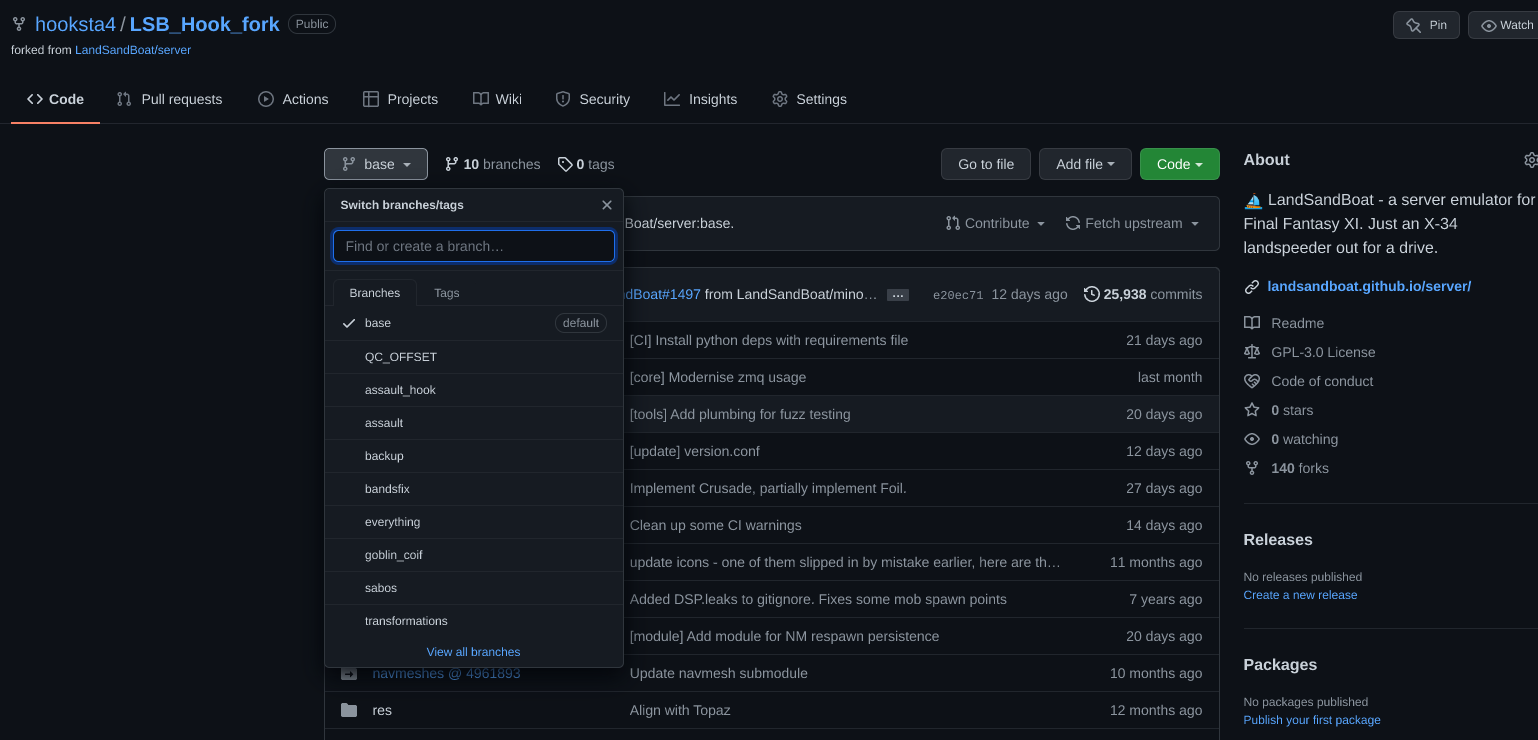 hooksta4 / LSB_Hook_fork Public
Pin
Watch
forked from LandSandBoat/server
Code
Pull requests
Actions
Projects
Wiki
Security
Insights
Settings
base
10 branches
0 tags
Go to file
Add file
Code
Switch branches/tags
Find or create a branch…
Branches
Tags
base default
QC_OFFSET
assault_hook
assault
backup
bandsfix
everything
goblin_coif
sabos
transformations
View all branches
Boat/server:base.
Contribute
Fetch upstream
dBoat#1497 from LandSandBoat/mino… ... e20ec71 12 days ago 25,938 commits
[CI] Install python deps with requirements file 21 days ago
[core] Modernise zmq usage last month
[tools] Add plumbing for fuzz testing 20 days ago
[update] version.conf 12 days ago
Implement Crusade, partially implement Foil. 27 days ago
Clean up some CI warnings 14 days ago
update icons - one of them slipped in by mistake earlier, here are th… 11 months ago
Added DSP.leaks to gitignore. Fixes some mob spawn points 7 years ago
[module] Add module for NM respawn persistence 20 days ago
navmeshes @ 4961893 Update navmesh submodule 10 months ago
res Align with Topaz 12 months ago
About
LandSandBoat - a server emulator for
Final Fantasy XI. Just an X-34
landspeeder out for a drive.
landsandboat.github.io/server/
Readme
GPL-3.0 License
Code of conduct
0 stars
0 watching
140 forks
Releases
No releases published
Create a new release
Packages
No packages published
Publish your first package